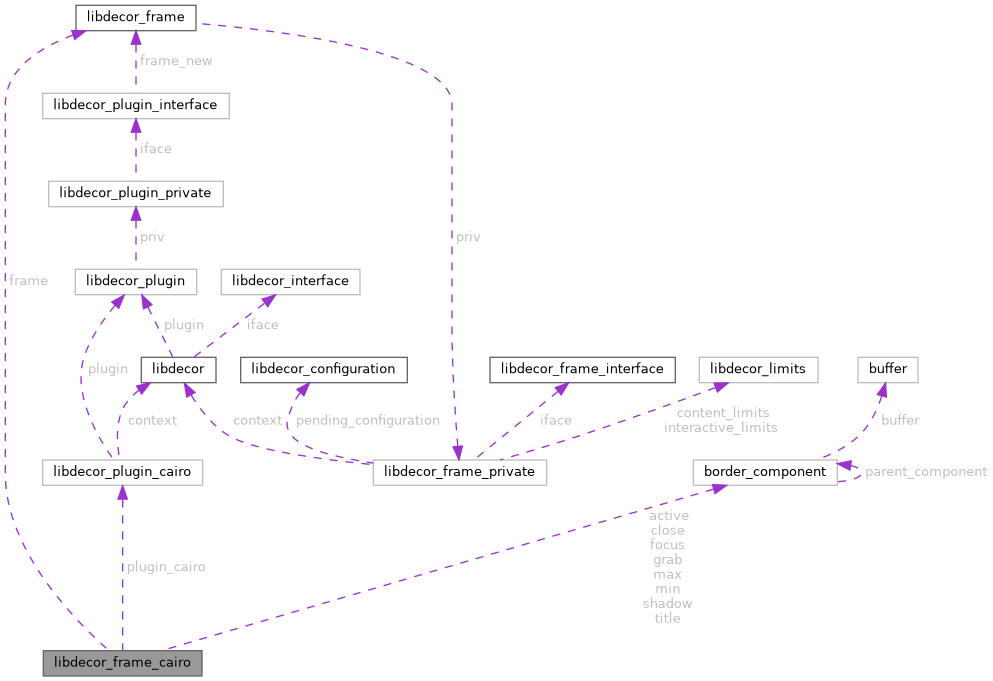 libdecor_frame
frame_new
libdecor_plugin_interface
iface
libdecor_plugin_private
priv
priv
libdecor_plugin
libdecor_interface
frame
plugin
iface
plugin
libdecor
libdecor_configuration
libdecor_frame_interface
libdecor_limits
buffer
context
context
pending_configuration
iface
content_limits
interactive_limits
buffer
libdecor_plugin_cairo
libdecor_frame_private
border_component
parent_component
active
close
focus
grab
max
min
shadow
title
plugin_cairo
libdecor_frame_cairo